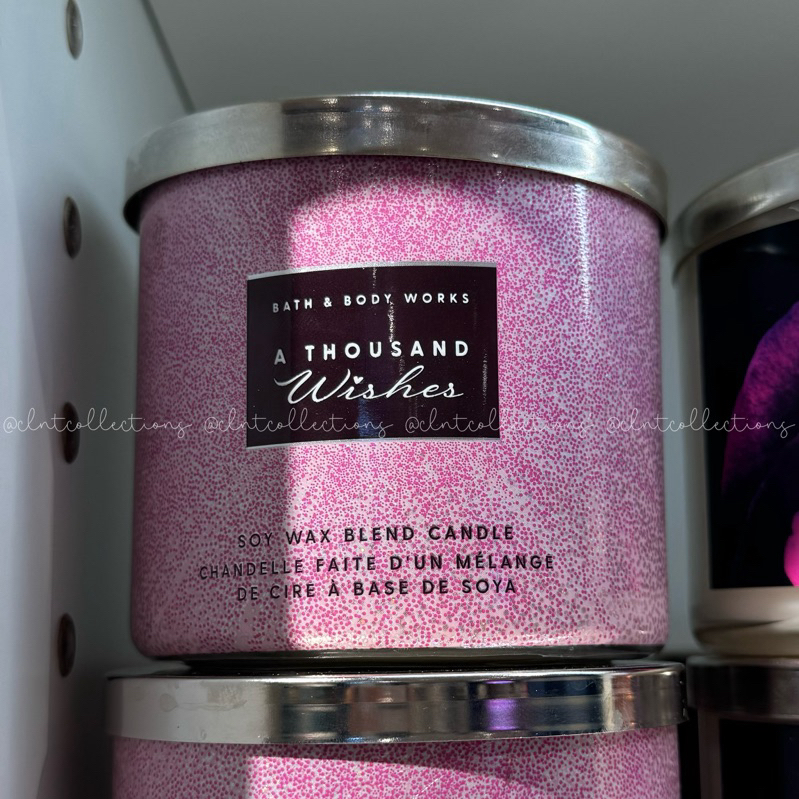 BATH & BODY WORKS
A THOUSAND
Wishes
@clntcollections @clntcollections @clntcollections @clntcollections
SOY WAX BLEND CANDLE
CHANDELLE FAITE D'UN MÉLANGE
DE CIRE À BASE DE SOYA